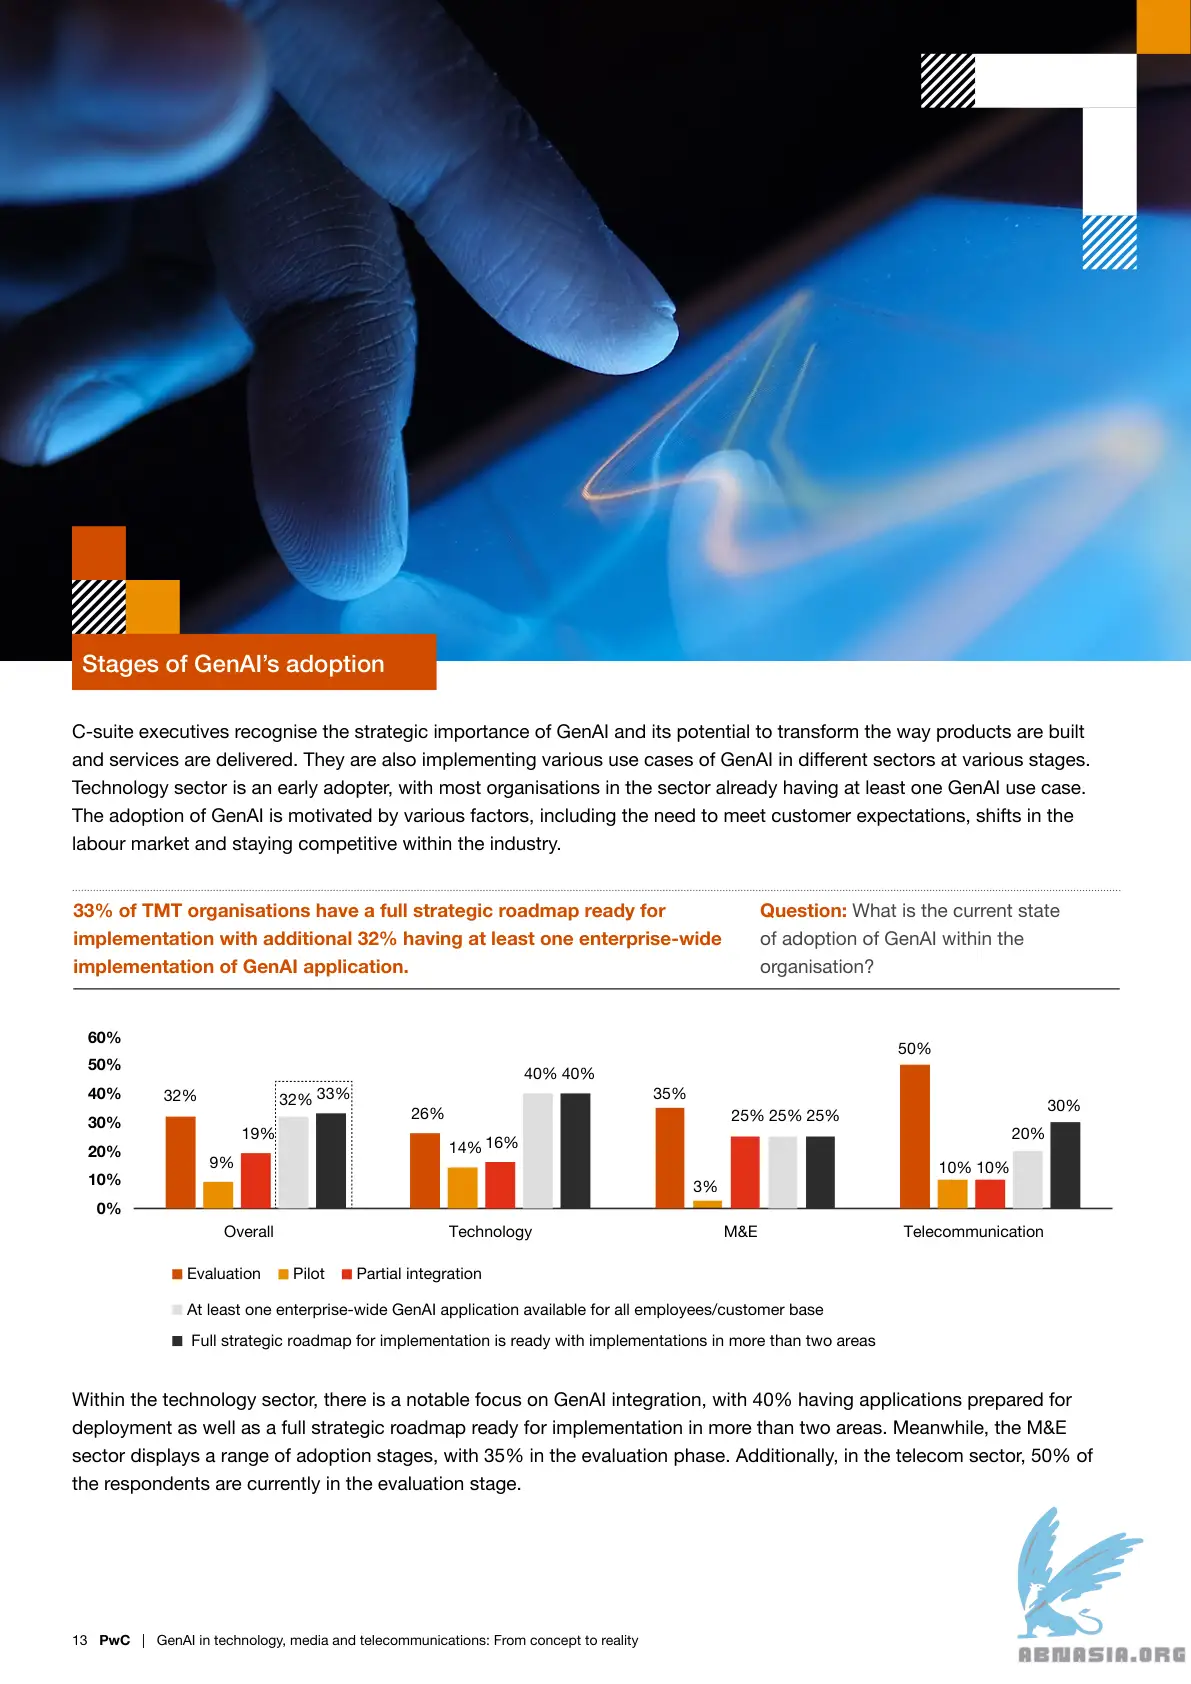 Stages of GenAI's adoption
C-suite executives recognise the strategic importance of GenAI and its potential to transform the way products are built
and services are delivered. They are also implementing various use cases of GenAI in different sectors at various stages.
Technology sector is an early adopter, with most organisations in the sector already having at least one GenAI use case.
The adoption of GenAI is motivated by various factors, including the need to meet customer expectations, shifts in the
labour market and staying competitive within the industry.
33% of TMT organisations have a full strategic roadmap ready for
implementation with additional 32% having at least one enterprise-wide
implementation of GenAI application.
Question: What is the current state
of adoption of GenAI within the
organisation?
60%
50%
40%
30%
20%
10%
0%
32%
9%
19%
32%
33%
26%
14%
16%
40%
40%
35%
3%
25%
25%
25%
50%
10%
10%
20%
30%
Overall
Technology
M&E
Telecommunication
Evaluation
Pilot
Partial integration
At least one enterprise-wide GenAI application available for all employees/customer base
Full strategic roadmap for implementation is ready with implementations in more than two areas
Within the technology sector, there is a notable focus on GenAI integration, with 40% having applications prepared for
deployment as well as a full strategic roadmap ready for implementation in more than two areas. Meanwhile, the M&E
sector displays a range of adoption stages, with 35% in the evaluation phase. Additionally, in the telecom sector, 50% of
the respondents are currently in the evaluation stage.
13 PwC | GenAI in technology, media and telecommunications: From concept to reality
ABNASIA.ORG